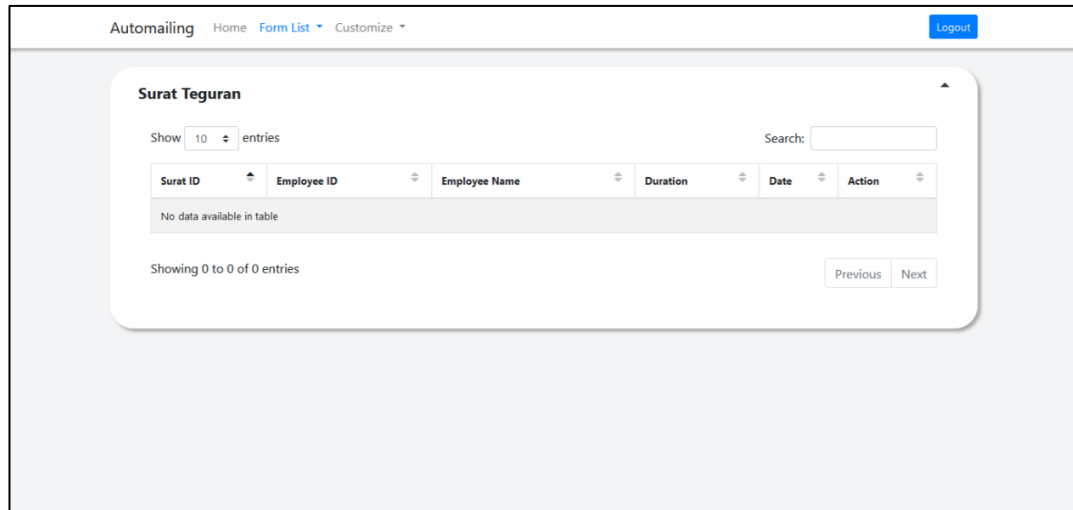 Automailing Home Form List Customize Logout
Surat Teguran
Show 10 entries Search:
Surat ID Employee ID Employee Name Duration Date Action
No data available in table
Showing 0 to 0 of 0 entries Previous Next